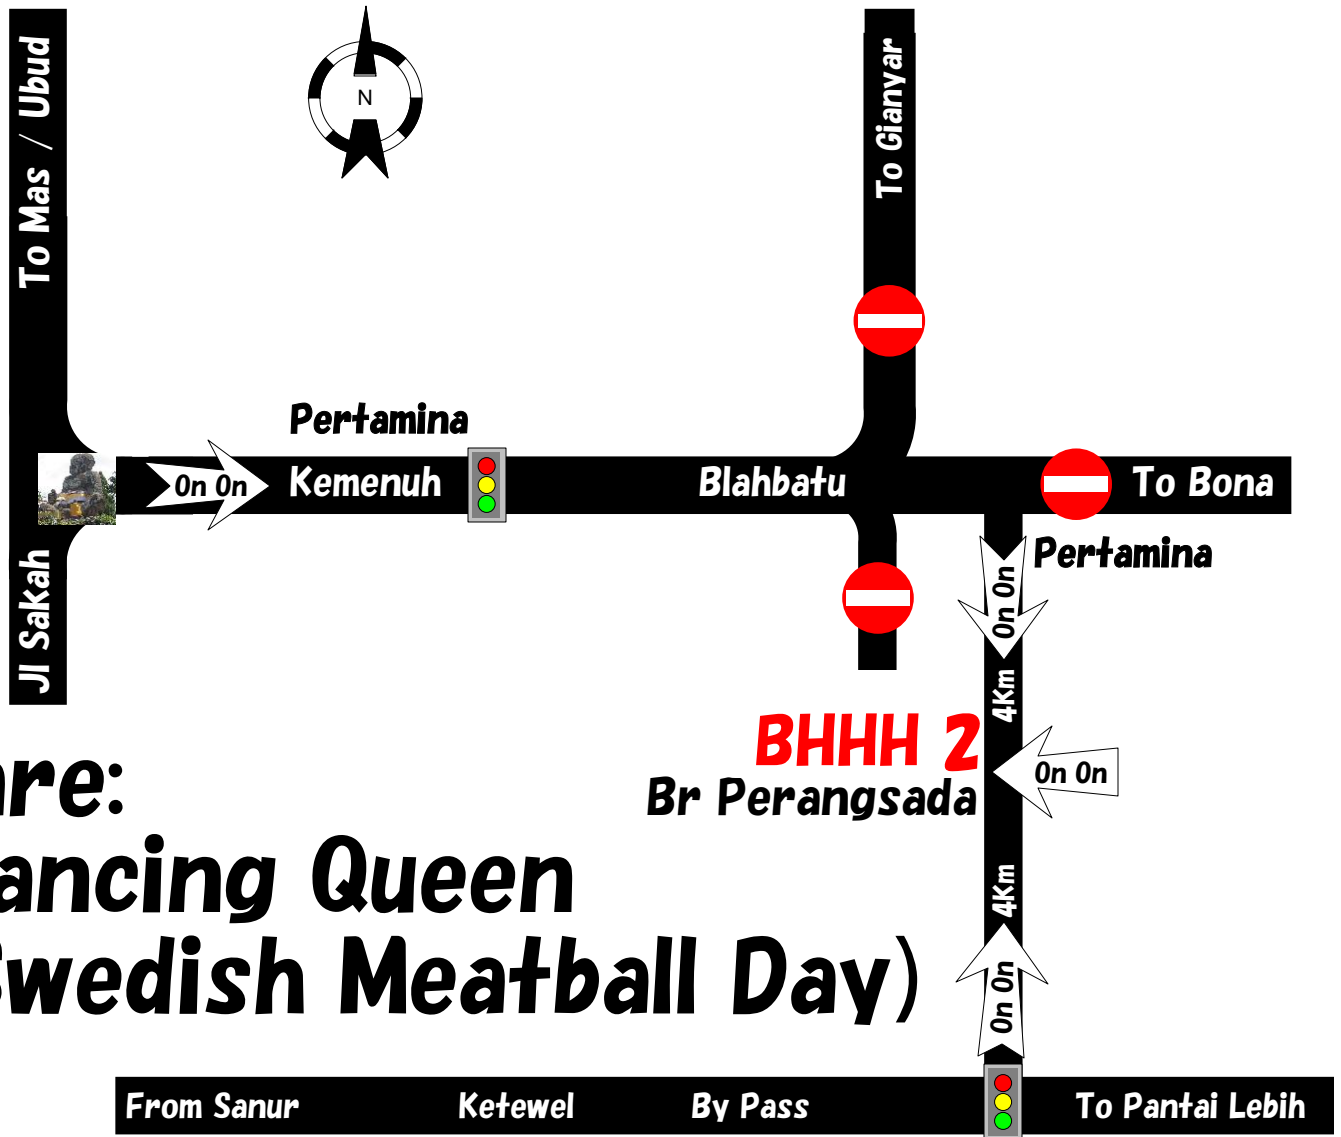 To Mas / Ubud
N
To Gianyar
Pertamina
On On
Kemenuh
Blahbatu
To Bona
Pertamina
Jl Sakah
On On
4Km
BHHH 2
On On
Br Perangsada
are:
ancing Queen
Swedish Meatball Day)
4Km
On On
From Sanur
Ketewel
By Pass
To Pantai Lebih